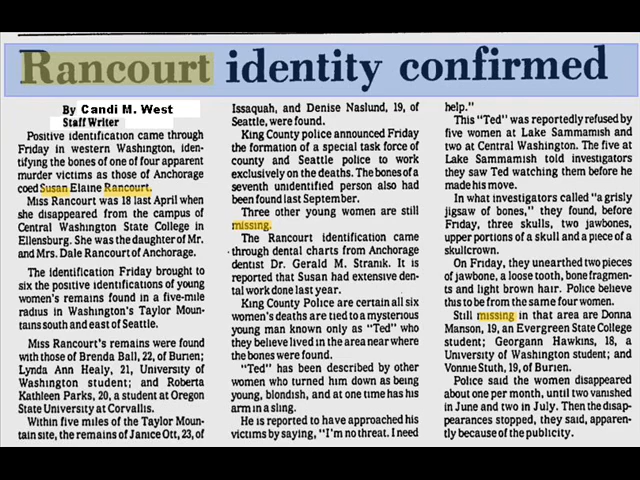 Rancourt identity confirmed
By Candi M. West
Staff Writer
Positive identification came through
Friday in western Washington, iden-
tifying the bones of one of four apparent
murder victims as those of Anchorage
coed Susan Elaine Rancourt.
Miss Rancourt was 18 last April when
she disappeared from the campus of
Central Washington State College in
Ellensburg. She was the daughter of Mr.
and Mrs. Dale Rancourt of Anchorage.
The identification Friday brought to
six the positive identifications of young
women's remains found in a five-mile
radius in Washington's Taylor Moun-
tains south and east of Seattle.
Miss Rancourt's remains were found
with those of Brenda Ball, 22, of Burien;
Lynda Ann Healy, 21, University of
Washington student; and Roberta
Kathleen Parks, 20, a student at Oregon
State University at Corvallis.
Within five miles of the Taylor Moun-
tain site, the remains of Janice Ott, 23, of
Issaquah, and Denise Naslund, 19, of
Seattle, were found.
King County police announced Friday
the formation of a special task force of
county and Seattle police to work
exclusively on the deaths. The bones of a
seventh unidentified person also had
been found last September.
Three other young women are still
missing.
The Rancourt identification came
through dental charts from Anchorage
dentist Dr. Gerald M. Stranik. It is
reported that Susan had extensive den-
tal work done last year.
King County Police are certain all six
women's deaths are tied to a mysterious
young man known only as "Ted" who
they believe lived in the area near where
the bones were found.
"Ted" has been described by other
women who turned him down as being
young, blondish, and at one time has his
arm in a sling.
He is reported to have approached his
victims by saying, "I'm no threat. I need
help."
This "Ted" was reportedly refused by
five women at Lake Sammamish and
two at Central Washington. The five at
Lake Sammamish told investigators
they saw Ted watching them before
he made his move.
In what investigators called "a grisly
jigsaw of bones," they found, before
Friday, three skulls, two jawbones,
upper portions of a skull and a piece of a
skullcrown.
On Friday, they unearthed two pieces
of jawbone, a loose tooth, bone fragments
and light brown hair. Police believe
this to be from the same four women.
Still missing in that area are Donna
Manson, 19, an Evergreen State College
student; Georgann Hawkins, 18, a
University of Washington student; and
Vonnie Stuth, 19, of Burien.
Police said the women disappeared
about one per month, until two vanished
in June and two in July. Then the disap-
pearances stopped, they said, apparent-
ly because of the publicity.